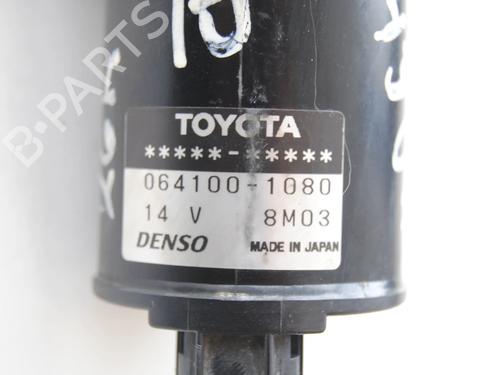 B-PARTS
TOYOTA
*****-*****
064100-1080
14 V 8M03
DENSO MADE IN JAPAN